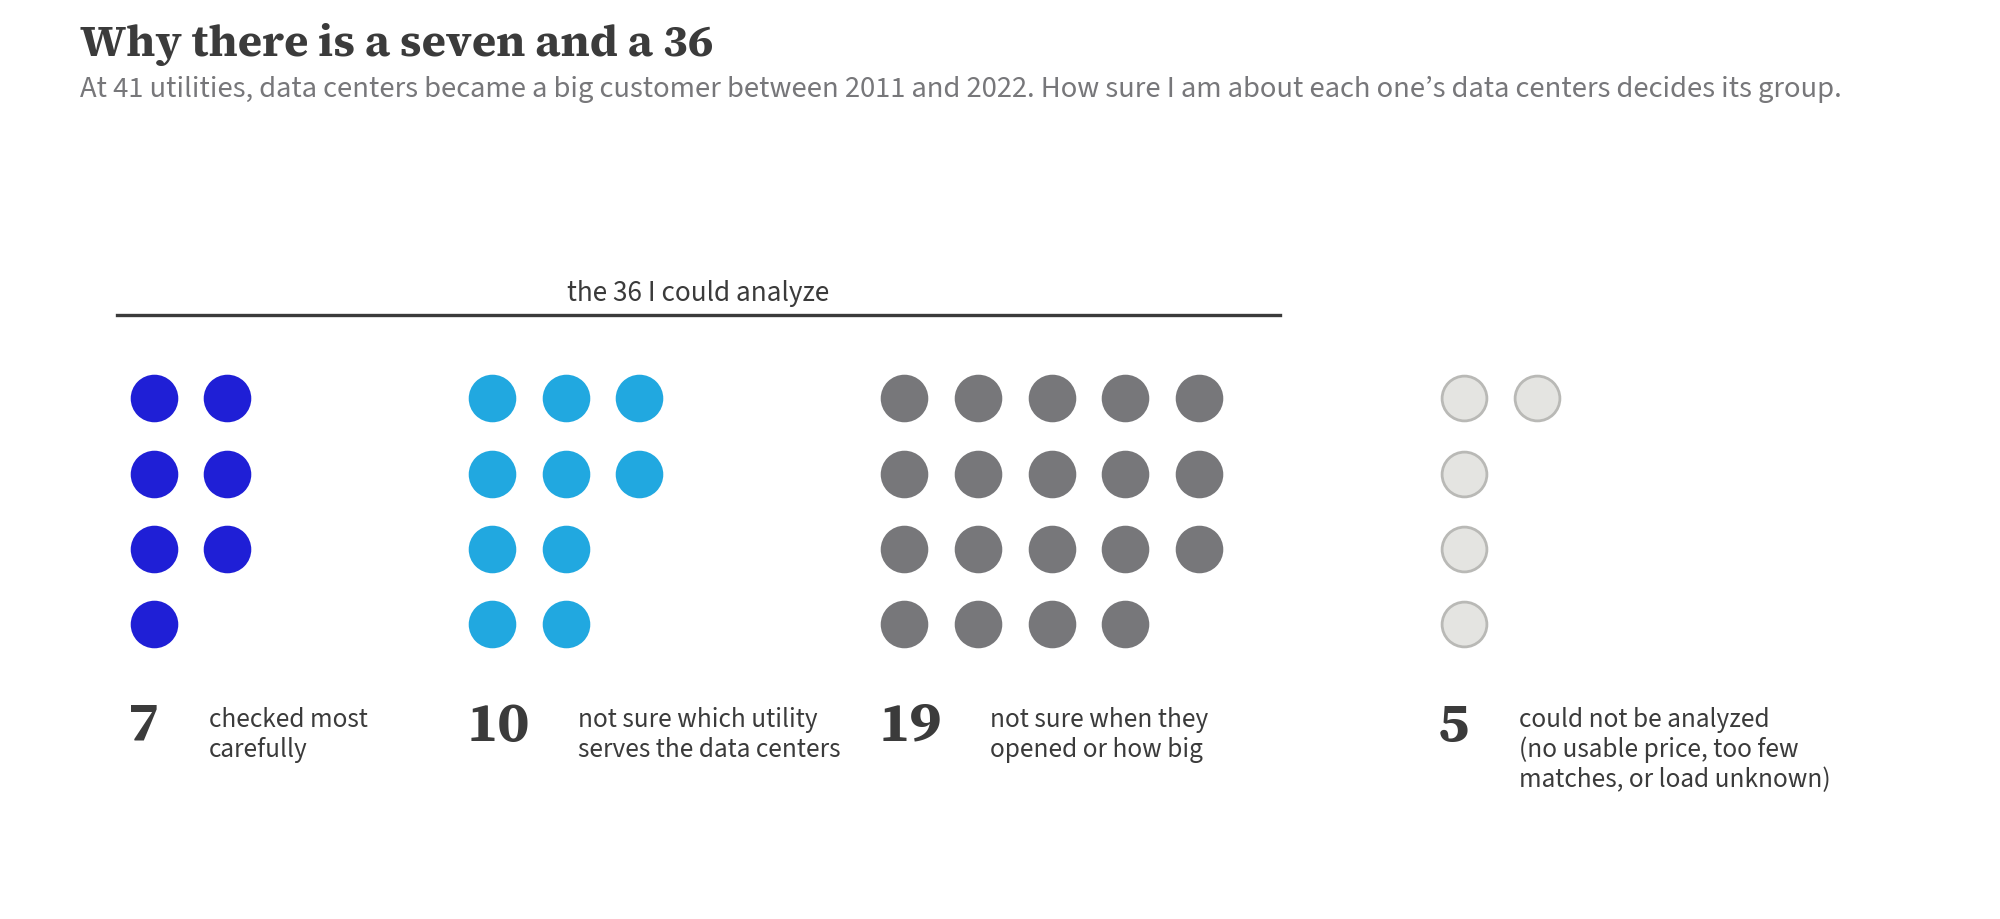 Why there is a seven and a 36
At 41 utilities, data centers became a big customer between 2011 and 2022. How sure I am about each one’s data centers decides its group.
the 36 I could analyze
7 checked most
carefully
10 not sure which utility
serves the data centers
19 not sure when they
opened or how big
5 could not be analyzed
(no usable price, too few
matches, or load unknown)